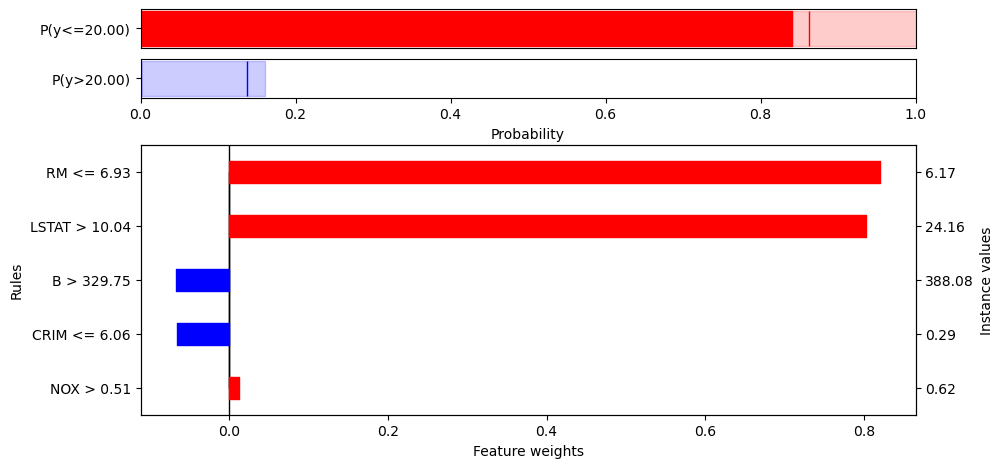 P(y<=20.00)
P(y>20.00)
0.0 0.2 0.4 0.6 0.8 1.0
Probability
Rules
RM <= 6.93 6.17
LSTAT > 10.04 24.16
B > 329.75 388.08
CRIM <= 6.06 0.29
NOX > 0.51 0.62
Instance values
0.0 0.2 0.4 0.6 0.8
Feature weights